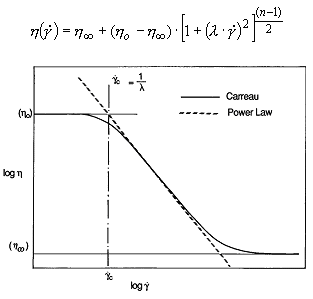 η(γ̇) = η∞ + (ηo − η∞) · [1 + (λ · γ̇)²]^((n−1)/2)
γ̇c = 1/λ
Carreau
Power Law
(ηo)
log η
(η∞)
γ̇c
log γ̇